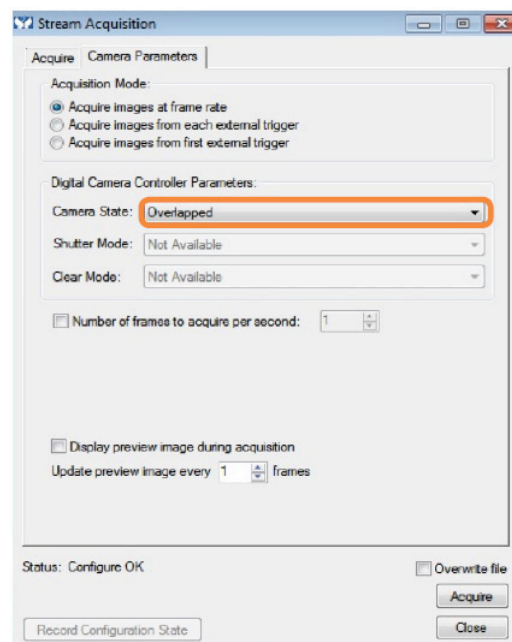 Stream Acquisition
Acquire Camera Parameters
Acquisition Mode:
Acquire images at frame rate
Acquire images from each external trigger
Acquire images from first external trigger
Digital Camera Controller Parameters:
Camera State: Overlapped
Shutter Mode: Not Available
Clear Mode: Not Available
Number of frames to acquire per second: 1
Display preview image during acquisition
Update preview image every 1 frames
Status: Configure OK
Overwrite file
Acquire
Record Configuration State Close